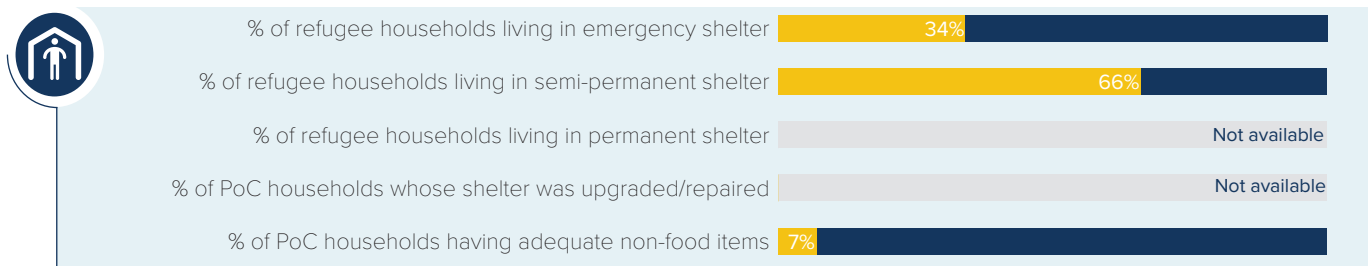 % of refugee households living in emergency shelter 34%
% of refugee households living in semi-permanent shelter 66%
% of refugee households living in permanent shelter Not available
% of PoC households whose shelter was upgraded/repaired Not available
% of PoC households having adequate non-food items 7%